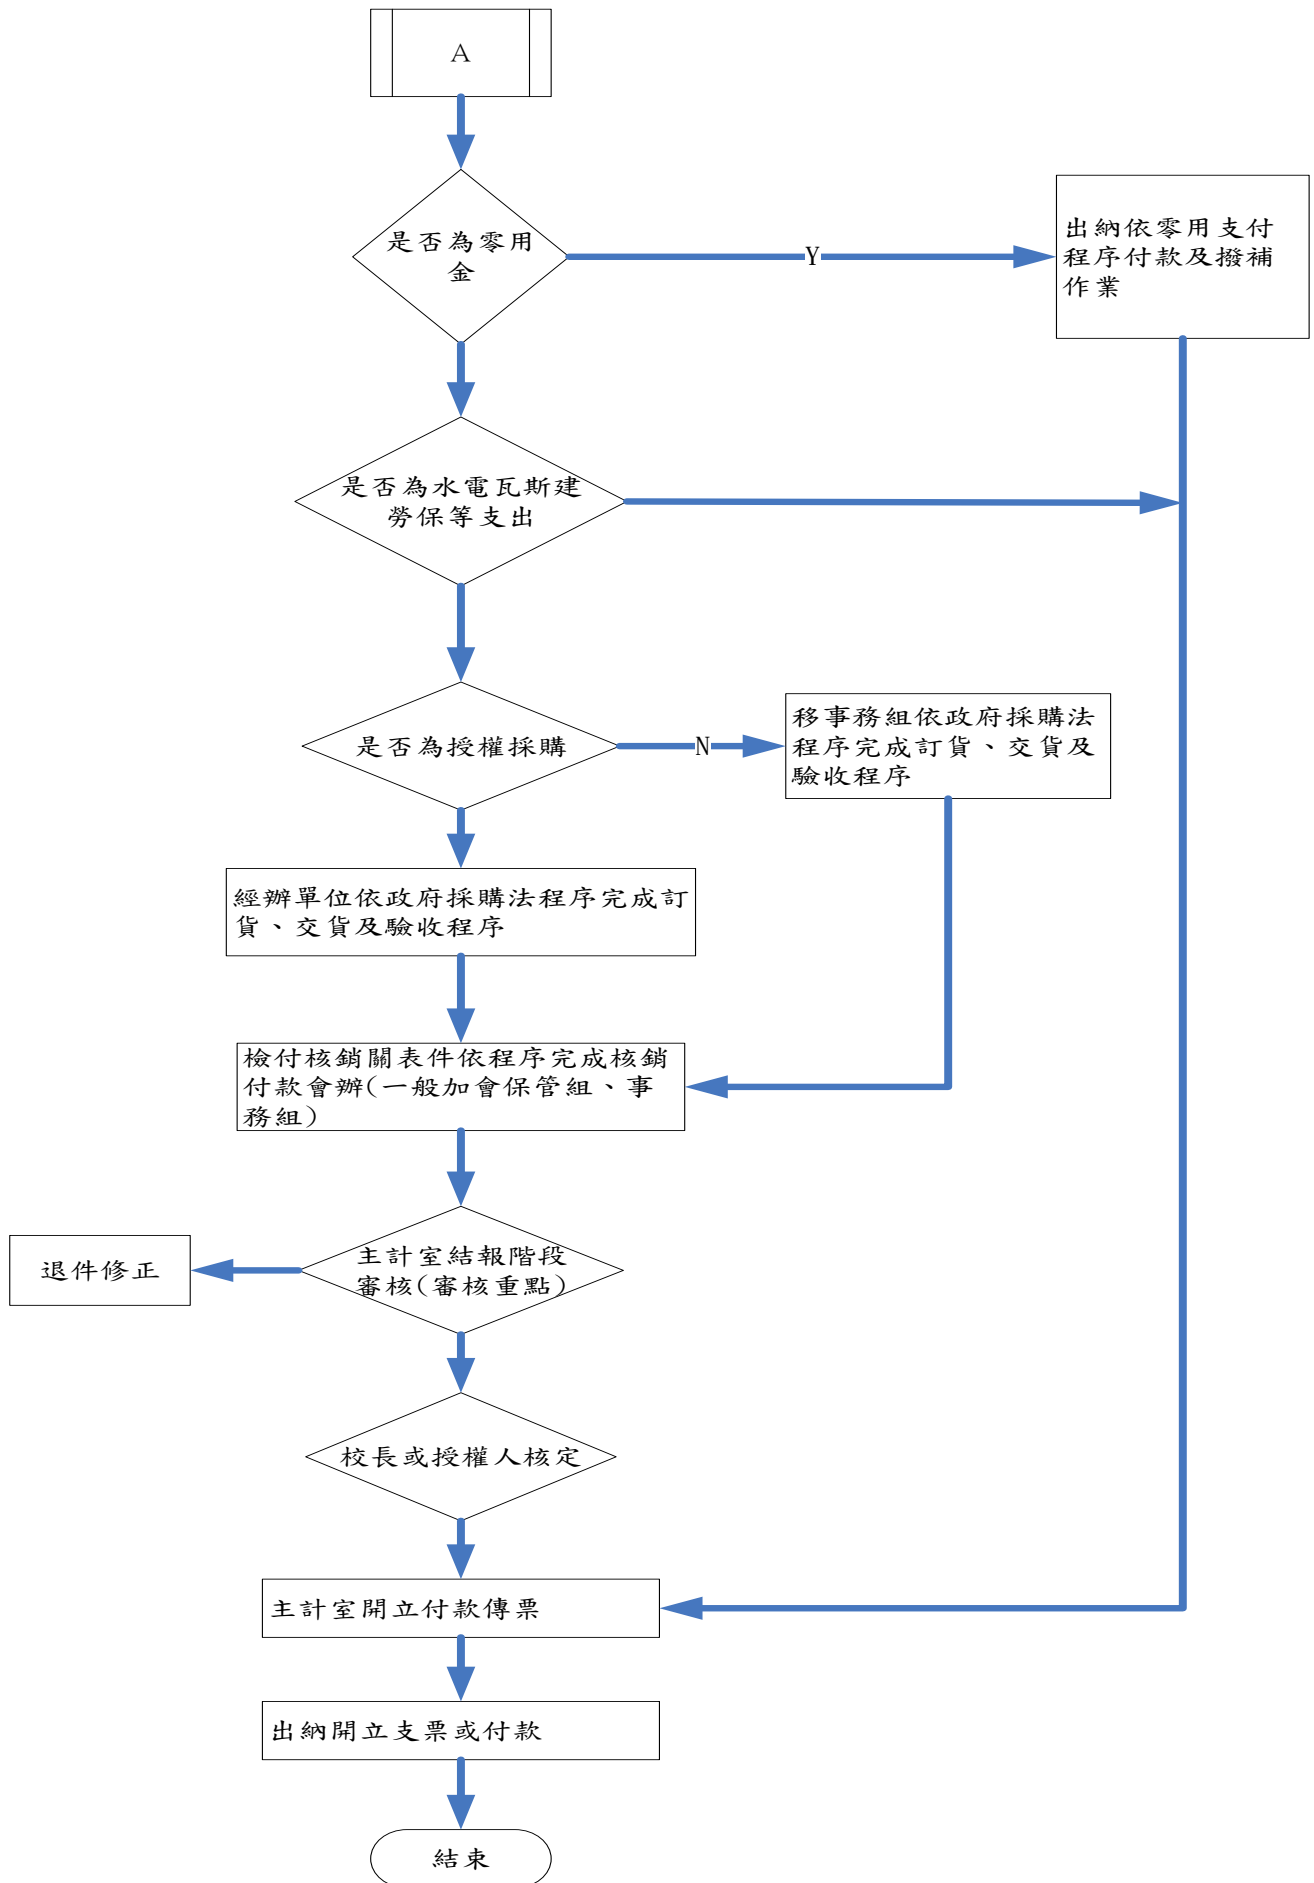 A
是否為零用
金
Y
出納依零用支付
程序付款及撥補
作業
是否為水電瓦斯建
勞保等支出
是否為授權採購
N
移事務組依政府採購法
程序完成訂貨、交貨及
驗收程序
經辦單位依政府採購法程序完成訂
貨、交貨及驗收程序
檢付核銷關表件依程序完成核銷
付款會辦(一般加會保管組、事
務組)
主計室結報階段
審核(審核重點)
退件修正
校長或授權人核定
主計室開立付款傳票
出納開立支票或付款
結束